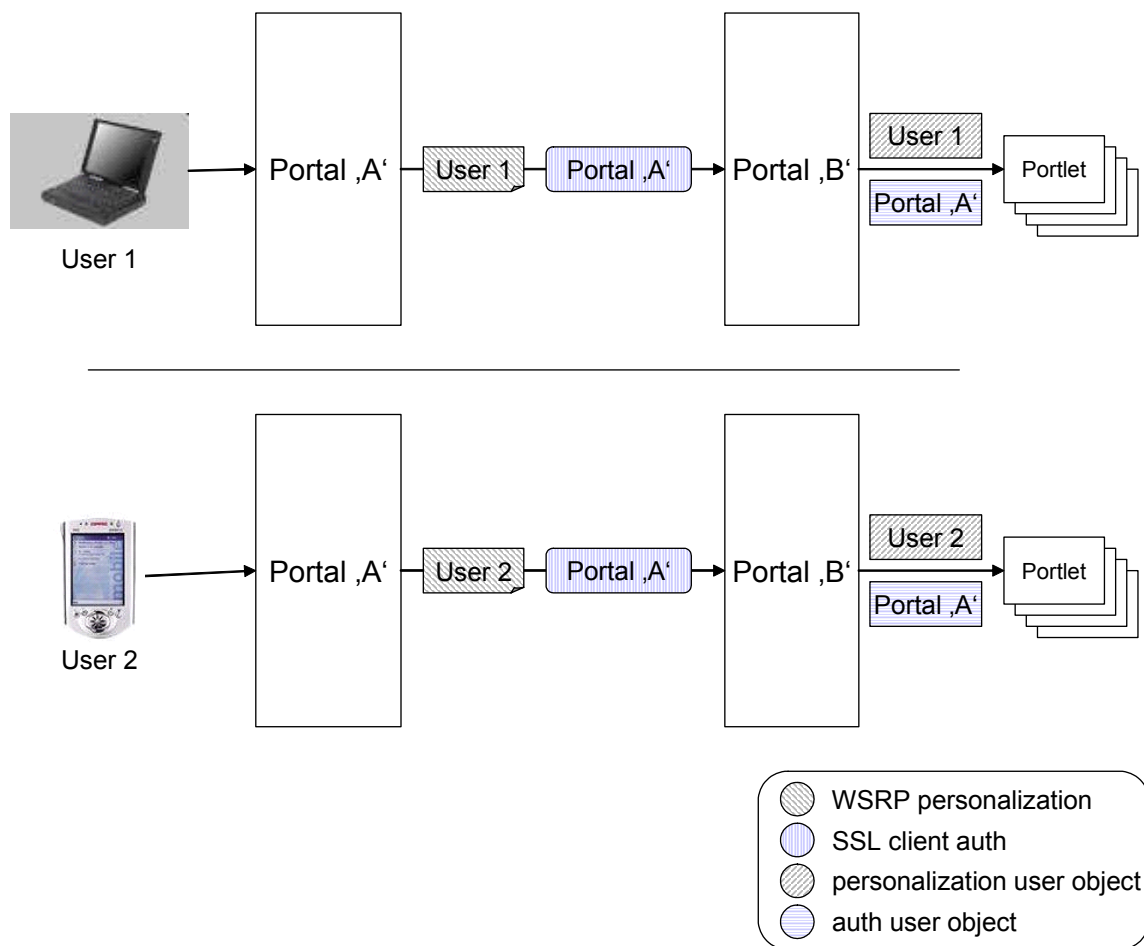 User 1
Portal ‚A‘
User 1
Portal ‚A‘
Portal ‚B‘
User 1
Portal ‚A‘
Portlet
User 2
Portal ‚A‘
User 2
Portal ‚A‘
Portal ‚B‘
User 2
Portal ‚A‘
Portlet
WSRP personalization
SSL client auth
personalization user object
auth user object